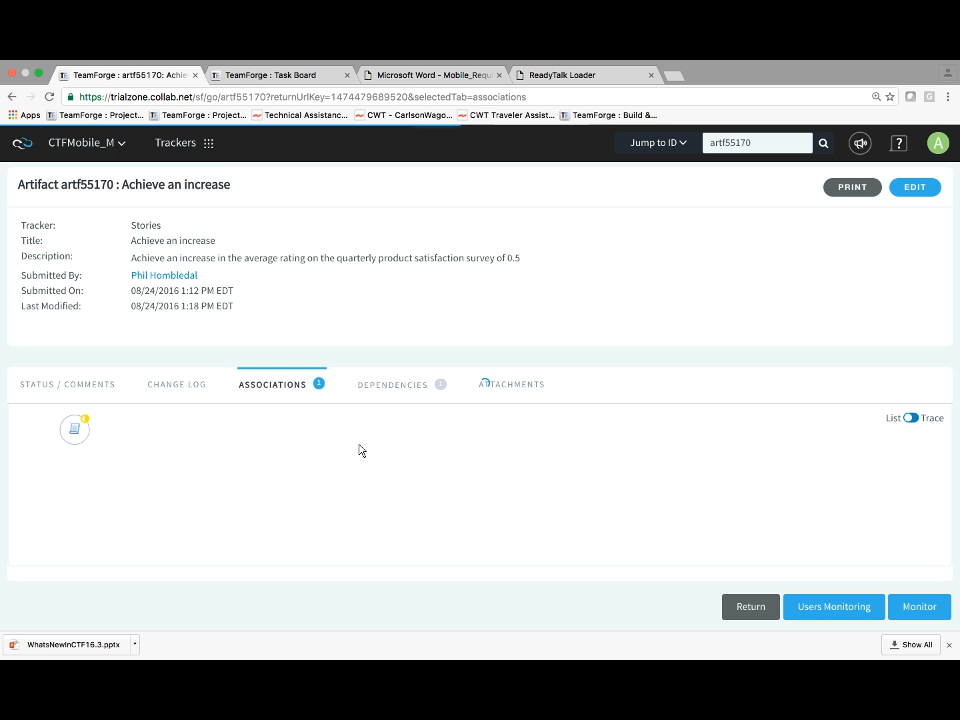 TeamForge : artf55170: Achie
TeamForge : Task Board
Microsoft Word - Mobile_Requ
ReadyTalk Loader
https://trialzone.collab.net/sf/go/artf55170?returnUrlKey=1474479689520&selectedTab=associations
Apps
TeamForge : Project...
TeamForge : Project...
Technical Assistanc...
CWT - CarlsonWago...
CWT Traveler Assist...
TeamForge : Build &...
CTFMobile_M
Trackers
Jump to ID
artf55170
?
A
Artifact artf55170 : Achieve an increase
PRINT
EDIT
Tracker: Stories
Title: Achieve an increase
Description: Achieve an increase in the average rating on the quarterly product satisfaction survey of 0.5
Submitted By: Phil Hombledal
Submitted On: 08/24/2016 1:12 PM EDT
Last Modified: 08/24/2016 1:18 PM EDT
STATUS / COMMENTS
CHANGE LOG
ASSOCIATIONS 1
DEPENDENCIES 1
ATTACHMENTS
List Trace
Return
Users Monitoring
Monitor
WhatsNewInCTF16.3.pptx
Show All